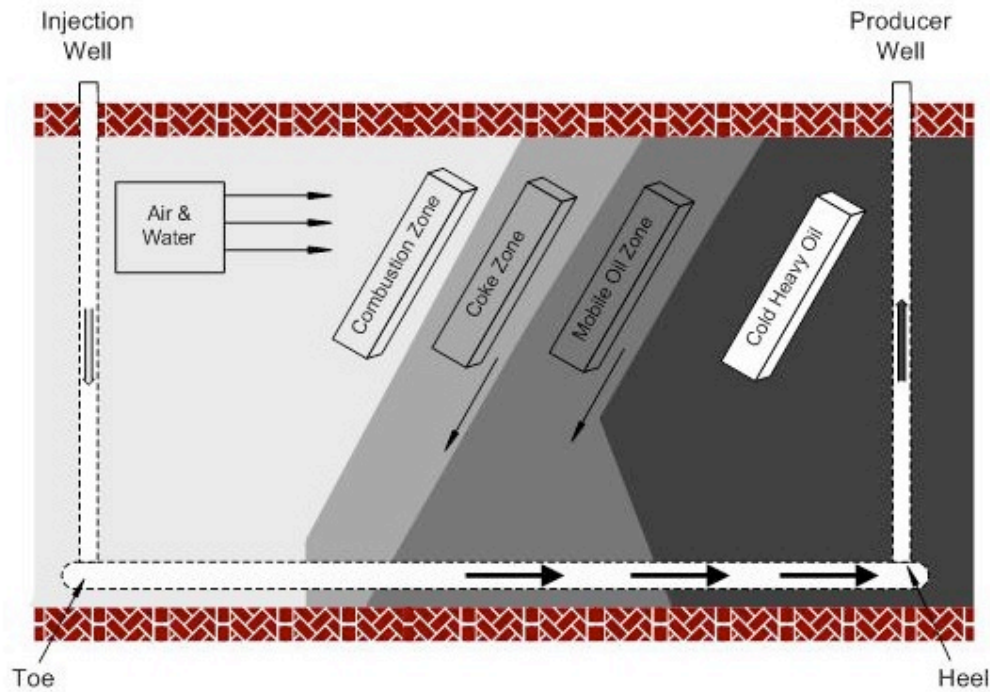 Injection
Well
Producer
Well
Air &
Water
Combustion Zone
Coke Zone
Mobile Oil Zone
Cold Heavy Oil
Toe
Heel